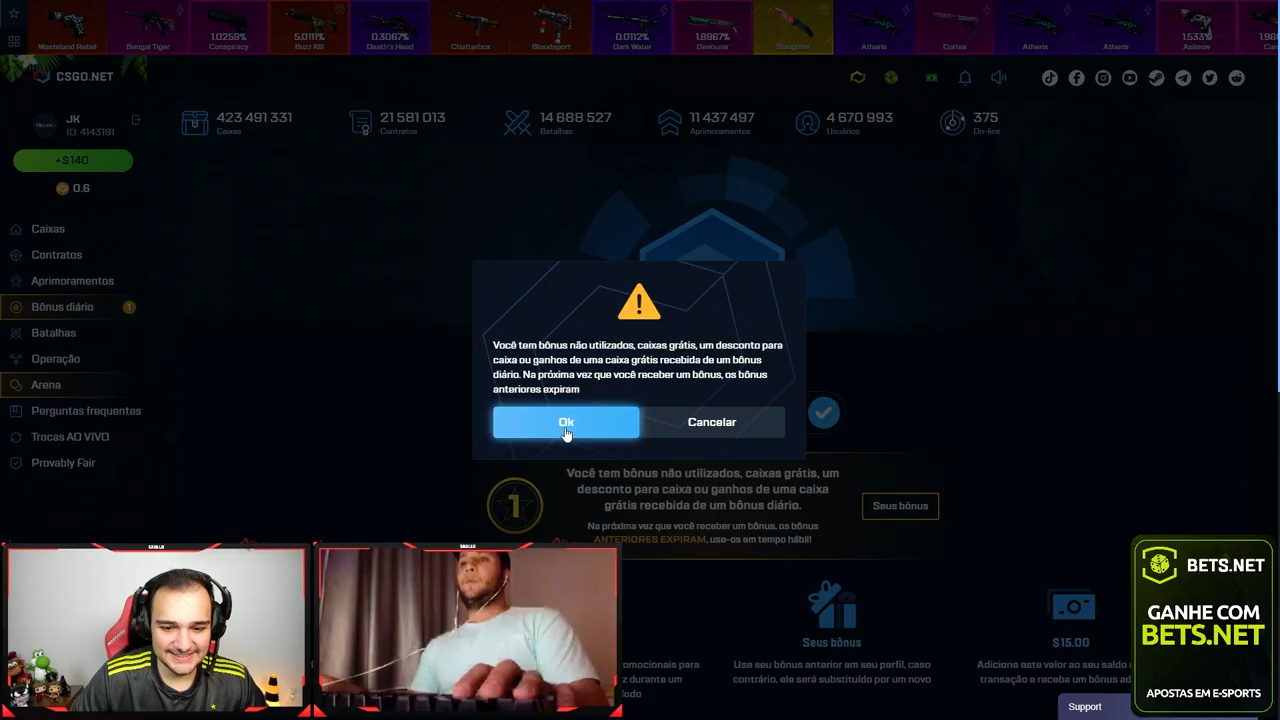 Wasteland Rebel
Bengal Tiger
1.0259%
Conspiracy
5.0111%
Buzz Kill
0.3067%
Death's Head
Chatterbox
Bloodsport
0.0112%
Dark Water
1.8967%
Devourer
Slaughter
Atheris
Cortex
Atheris
Atheris
1.533%
Asiimov
CSGO.NET
JK
ID: 4143191
+$140
0.6
423 491 331
Caixas
21 581 013
Contratos
14 688 527
Batalhas
11 437 497
Aprimoramentos
4 670 993
Usuários
375
On-line
Caixas
Contratos
Aprimoramentos
Bônus diário 1
Batalhas
Operação
Arena
Perguntas frequentes
Trocas AO VIVO
Provably Fair
Você tem bônus não utilizados, caixas grátis, um desconto para
caixa ou ganhos de uma caixa grátis recebida de um bônus
diário. Na próxima vez que você receber um bônus, os bônus
anteriores expiram
Ok
Cancelar
1
Você tem bônus não utilizados, caixas grátis, um
desconto para caixa ou ganhos de uma caixa
grátis recebida de um bônus diário.
Na próxima vez que você receber um bônus, os bônus
ANTERIORES EXPIRAM, use-os em tempo hábil!
Seus bônus
Seus bônus
Use seu bônus anterior em seu perfil, caso
contrário, ele será substituído por um novo
$15.00
Adicione este valor ao seu saldo
transação e receba um bônus
BETS.NET
GANHE COM
BETS.NET
APOSTAS EM E-SPORTS
Support